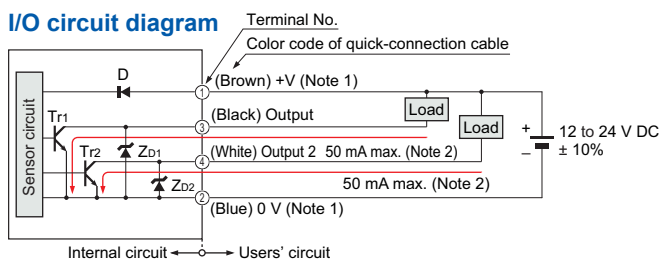 I/O circuit diagram
Terminal No.
Color code of quick-connection cable
D
1
(Brown) +V (Note 1)
Sensor circuit
Tr1
3
(Black) Output
Load
Load
+
–
12 to 24 V DC
± 10%
Tr2
ZD1
4
(White) Output 2 50 mA max. (Note 2)
ZD2
50 mA max. (Note 2)
2
(Blue) 0 V (Note 1)
Internal circuit
Users' circuit